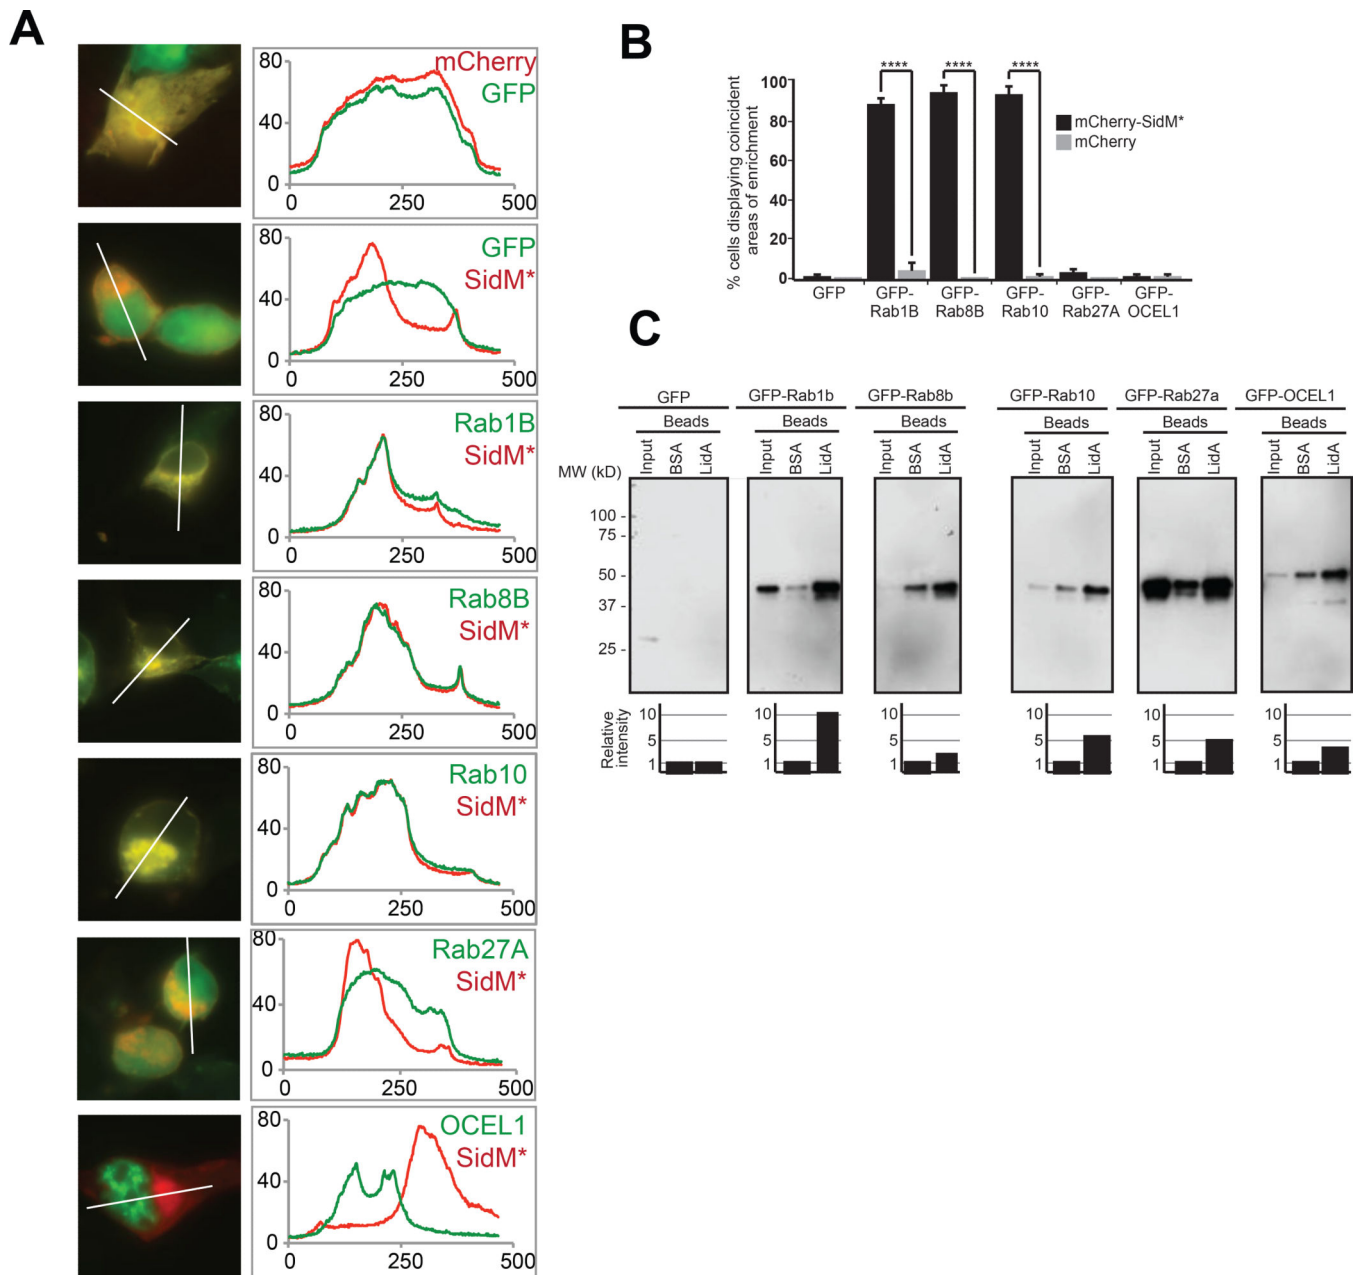 A
80
40
0
0
250
500
mCherry
GFP
80
40
0
0
250
500
GFP
SidM*
80
40
0
0
250
500
Rab1B
SidM*
80
40
0
0
250
500
Rab8B
SidM*
80
40
0
0
250
500
Rab10
SidM*
80
40
0
0
250
500
Rab27A
SidM*
80
40
0
0
250
500
OCEL1
SidM*
B
% cells displaying coincident
areas of enrichment
100
80
60
40
20
0
**** **** ****
mCherry-SidM*
mCherry
GFP GFP- GFP- GFP- GFP- GFP-
Rab1B Rab8B Rab10 Rab27A OCEL1
C
GFP GFP-Rab1b GFP-Rab8b GFP-Rab10 GFP-Rab27a GFP-OCEL1
Beads Beads Beads Beads Beads Beads
Input BSA LidA Input BSA LidA Input BSA LidA Input BSA LidA Input BSA LidA Input BSA LidA
MW (kD)
100 -
75 -
50 -
37 -
25 -
Relative
intensity
10 10 10 10 10 10
5 5 5 5 5 5
1 1 1 1 1 1